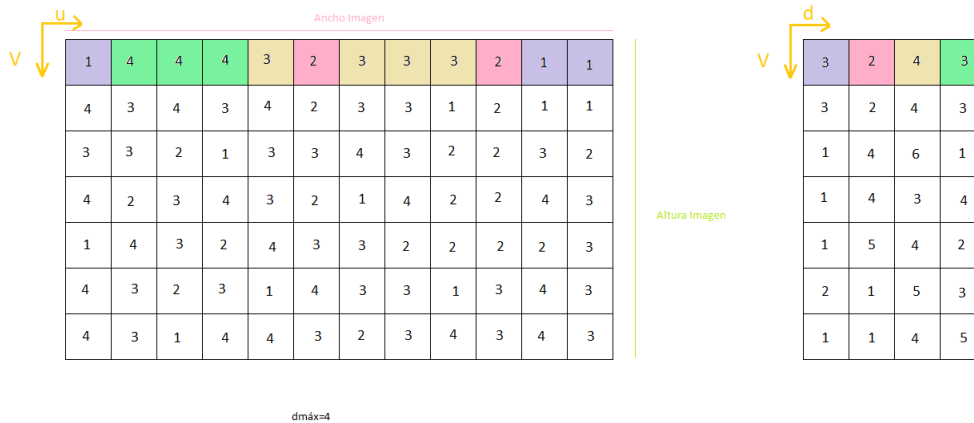 u Ancho Imagen d
V 1 4 4 4 3 2 3 3 3 2 1 1 V 3 2 4 3
4 3 4 3 4 2 3 3 1 2 1 1 3 2 4 3
3 3 2 1 3 3 4 3 2 2 3 2 1 4 6 1
4 2 3 4 3 2 1 4 2 2 4 3 Altura Imagen 1 4 3 4
1 4 3 2 4 3 3 2 2 2 2 3 1 5 4 2
4 3 2 3 1 4 3 3 1 3 4 3 2 1 5 3
4 3 1 4 4 3 2 3 4 3 4 3 1 1 4 5
dmáx=4